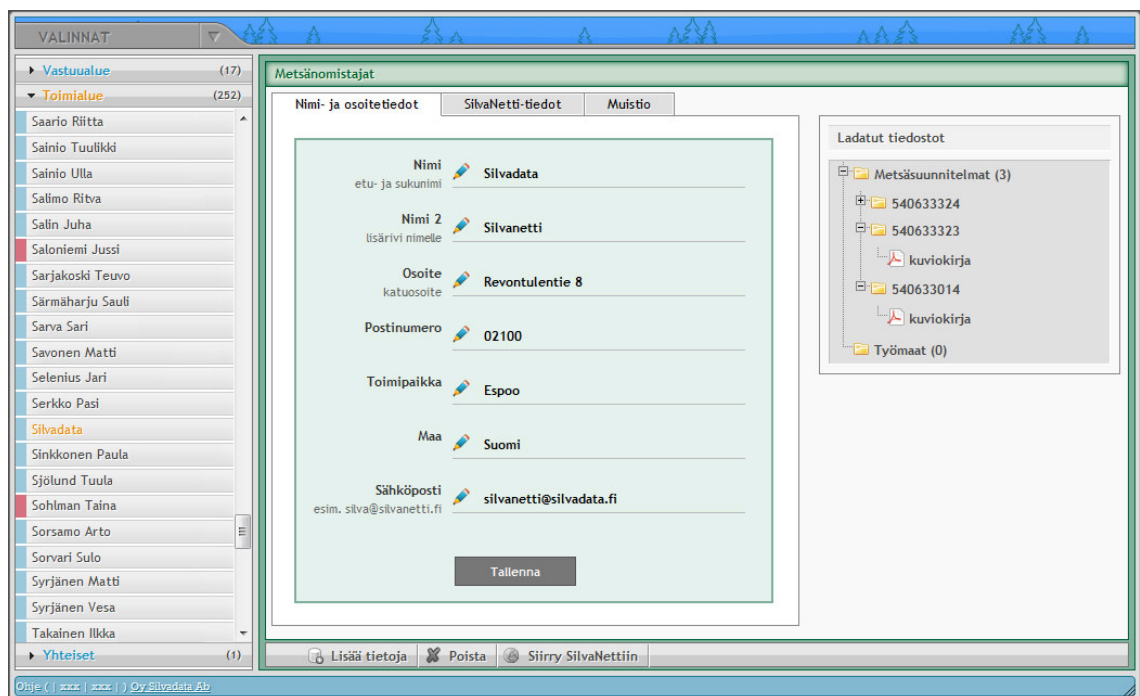 VALINNAT
Vastuualue (17)
Toimialue (252)
Saario Riitta
Sainio Tuulikki
Sainio Ulla
Salimo Ritva
Salin Juha
Saloniemi Jussi
Sarjakoski Teuvo
Särmäharju Sauli
Sarva Sari
Savonen Matti
Selenius Jari
Serkko Pasi
Silvadata
Sinkkonen Paula
Sjölund Tuula
Sohlman Taina
Sorsamo Arto
Sorvari Sulo
Syrjänen Matti
Syrjänen Vesa
Takainen Ilkka
Yhteiset (1)
Metsänomistajat
Nimi- ja osoitetiedot SilvaNetti-tiedot Muistio
Nimi Silvadata
etu- ja sukunimi
Nimi 2 Silvanetti
lisärivi nimelle
Osoite Revontulentie 8
katuosoite
Postinumero 02100
Toimipaikka Espoo
Maa Suomi
Sähköposti silvanetti@silvadata.fi
esim. silva@silvanetti.fi
Tallenna
Ladatut tiedostot
Metsäsuunnitelmat (3)
540633324
540633323
kuviokirja
540633014
kuviokirja
Työmaat (0)
Lisää tietoja Poista Siirry SilvaNettiin
Ohje ( | xxx | xxx | ) Oy Silvadata Ab